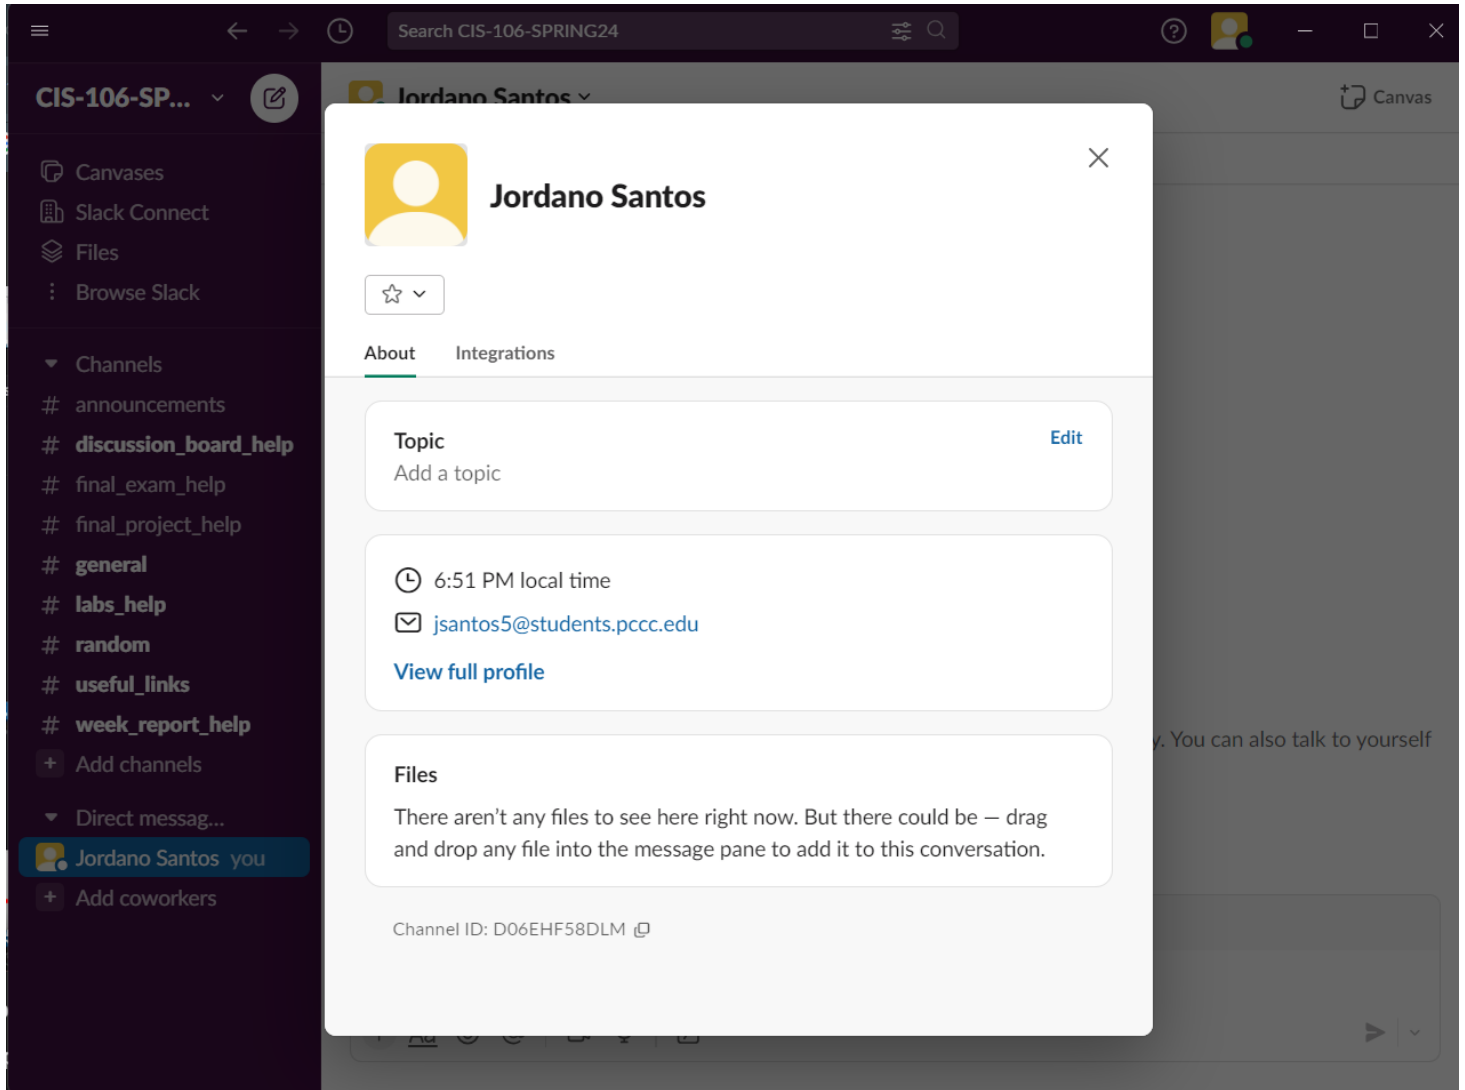 Search CIS-106-SPRING24
CIS-106-SP...
Canvases
Slack Connect
Files
Browse Slack
Channels
# announcements
# discussion_board_help
# final_exam_help
# final_project_help
# general
# labs_help
# random
# useful_links
# week_report_help
+ Add channels
Direct messag...
Jordano Santos you
+ Add coworkers
Jordano Santos
Canvas
Jordano Santos
About Integrations
Topic
Edit
Add a topic
6:51 PM local time
jsantos5@students.pccc.edu
View full profile
Files
There aren’t any files to see here right now. But there could be — drag
and drop any file into the message pane to add it to this conversation.
Channel ID: D06EHF58DLM
y. You can also talk to yourself
Aa